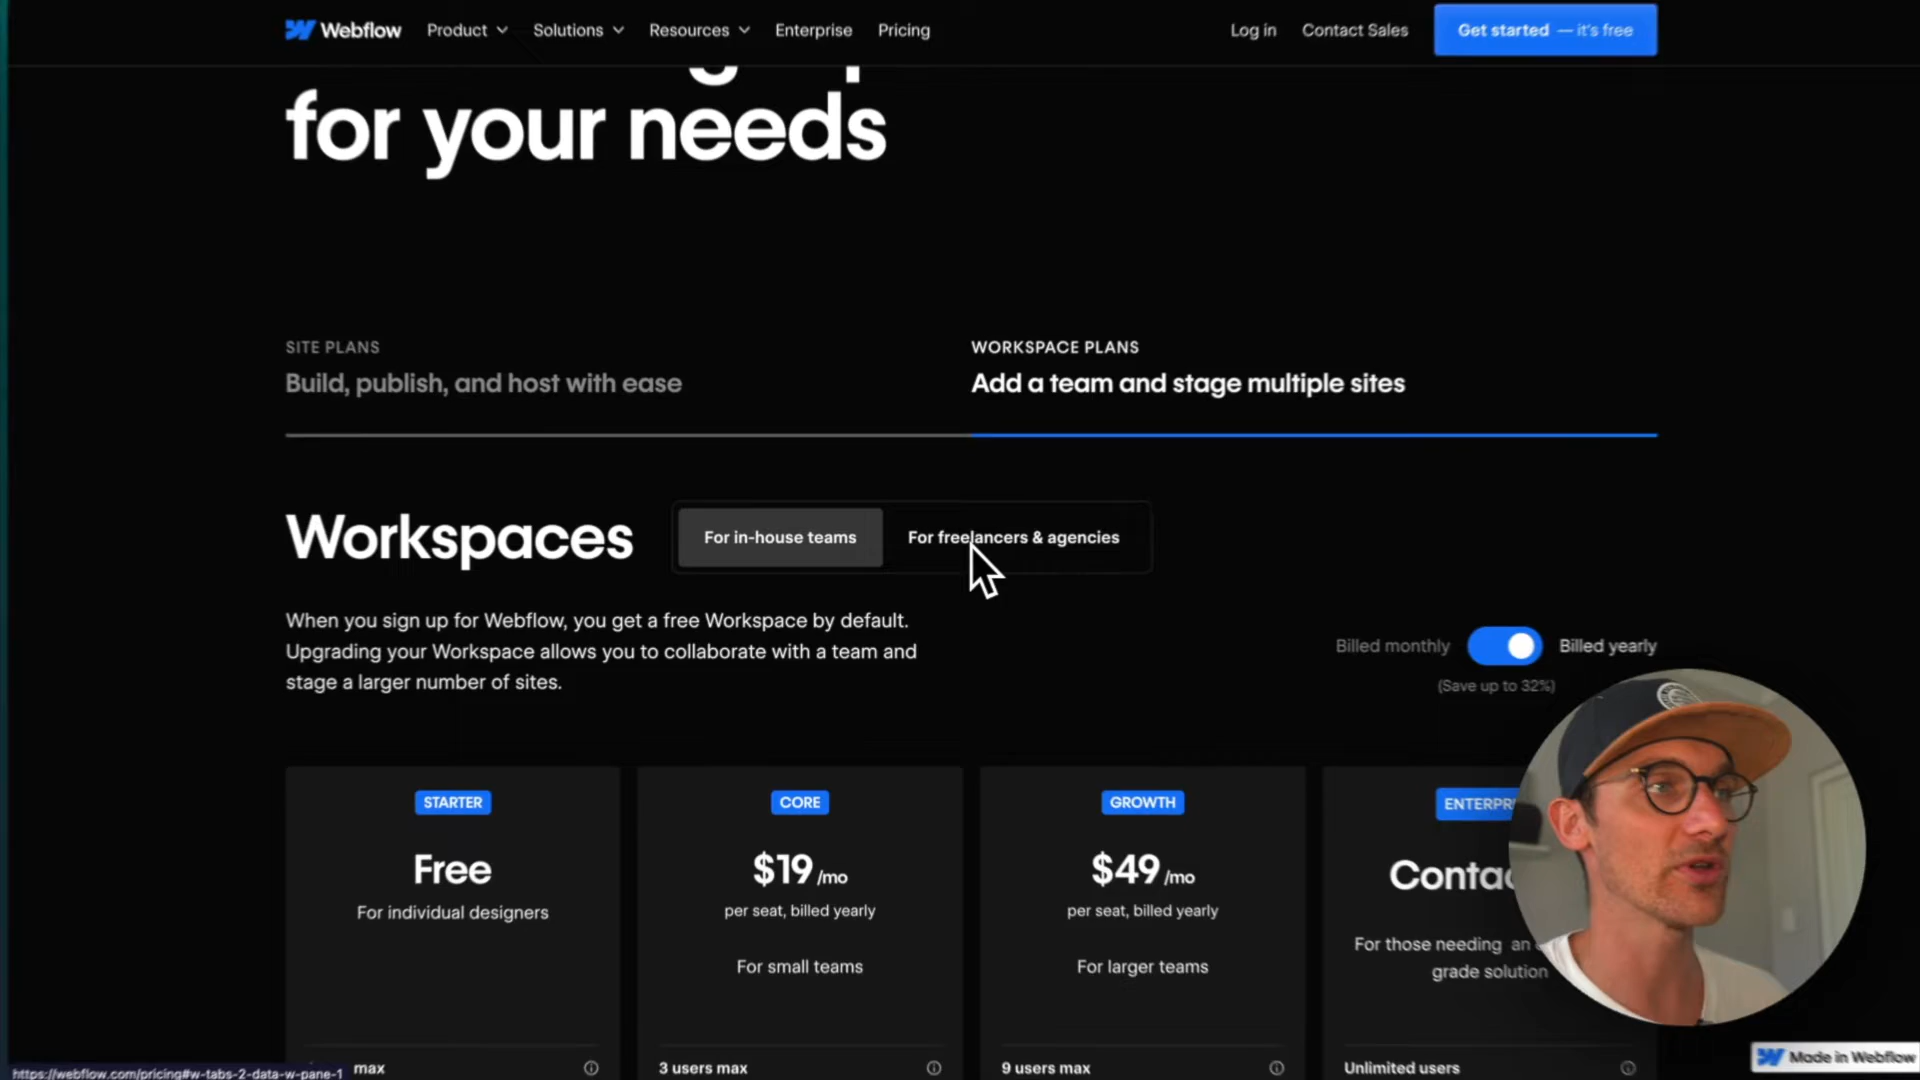 Webflow Product Solutions Resources Enterprise Pricing Log in Contact Sales Get started — it's free
for your needs
SITE PLANS
Build, publish, and host with ease
WORKSPACE PLANS
Add a team and stage multiple sites
Workspaces
For in-house teams
For freelancers & agencies
When you sign up for Webflow, you get a free Workspace by default.
Upgrading your Workspace allows you to collaborate with a team and
stage a larger number of sites.
Billed monthly
Billed yearly
(Save up to 32%)
STARTER
Free
For individual designers
max
CORE
$19 /mo
per seat, billed yearly
For small teams
3 users max
GROWTH
$49 /mo
per seat, billed yearly
For larger teams
9 users max
For those needing an
grade solution
Unlimited users
https://webflow.com/pricing#w-tabs-2-data-w-pane-1
Made in Webflow